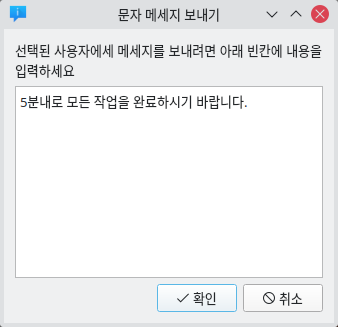 문자 메세지 보내기
선택된 사용자에세 메세지를 보내려면 아래 빈칸에 내용을
입력하세요
5분내로 모든 작업을 완료하시기 바랍니다.
확인
취소